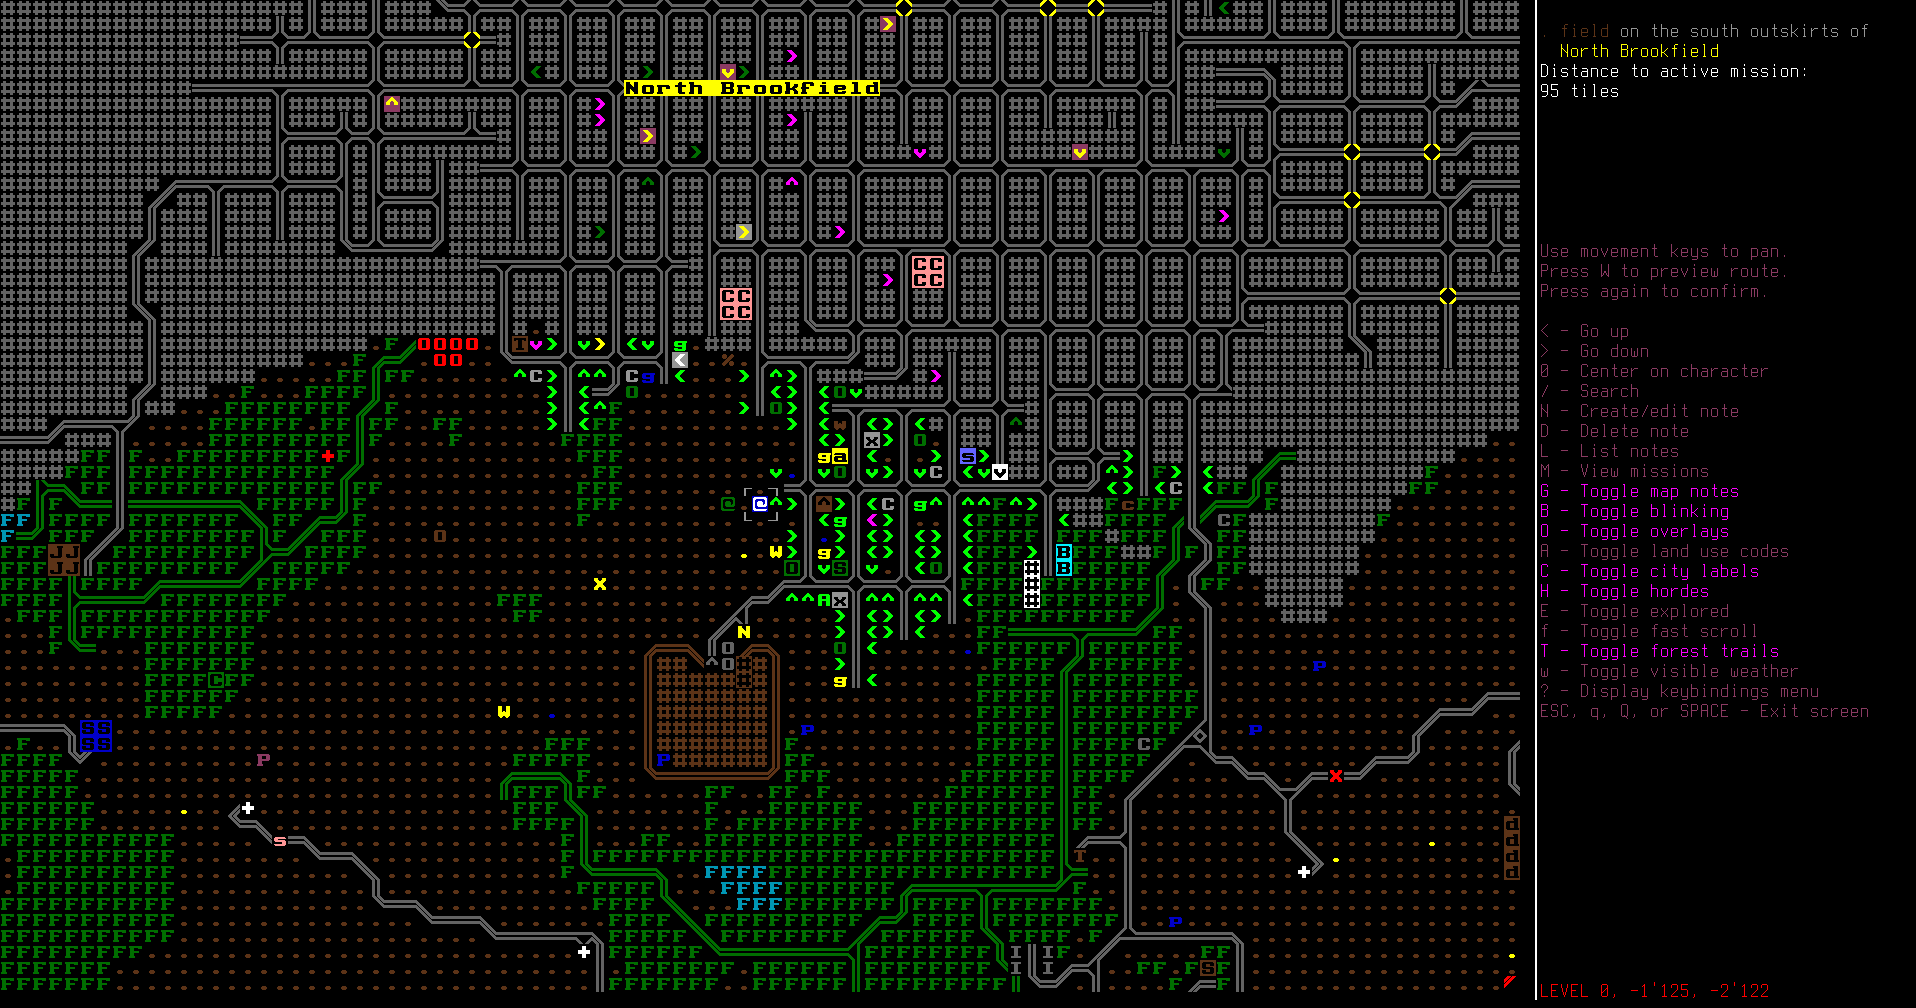 North Brookfield
. field on the south outskirts of
North Brookfield
Distance to active mission:
95 tiles
Use movement keys to pan.
Press W to preview route.
Press again to confirm.
< - Go up
> - Go down
0 - Center on character
/ - Search
N - Create/edit note
D - Delete note
L - List notes
M - View missions
G - Toggle map notes
B - Toggle blinking
O - Toggle overlays
A - Toggle land use codes
C - Toggle city labels
H - Toggle hordes
E - Toggle explored
f - Toggle fast scroll
T - Toggle forest trails
w - Toggle visible weather
? - Display keybindings menu
ESC, q, Q, or SPACE - Exit screen
LEVEL 0, -1'125, -2'122